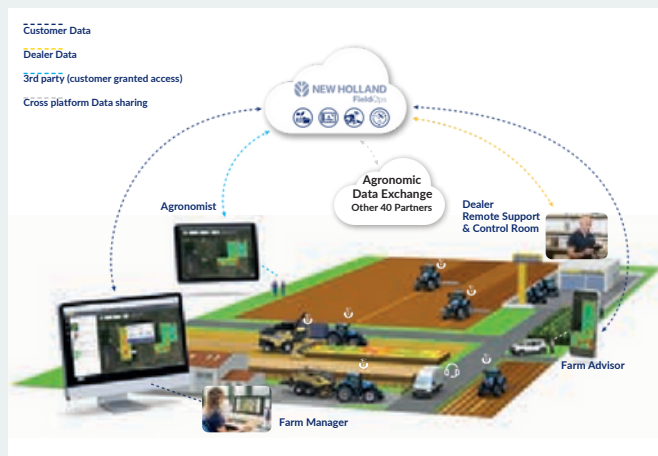 Customer Data
Dealer Data
3rd party (customer granted access)
Cross platform Data sharing
NEW HOLLAND
FieldOps
Agronomic
Data Exchange
Other 40 Partners
Agronomist
Dealer
Remote Support
& Control Room
Farm Advisor
Farm Manager